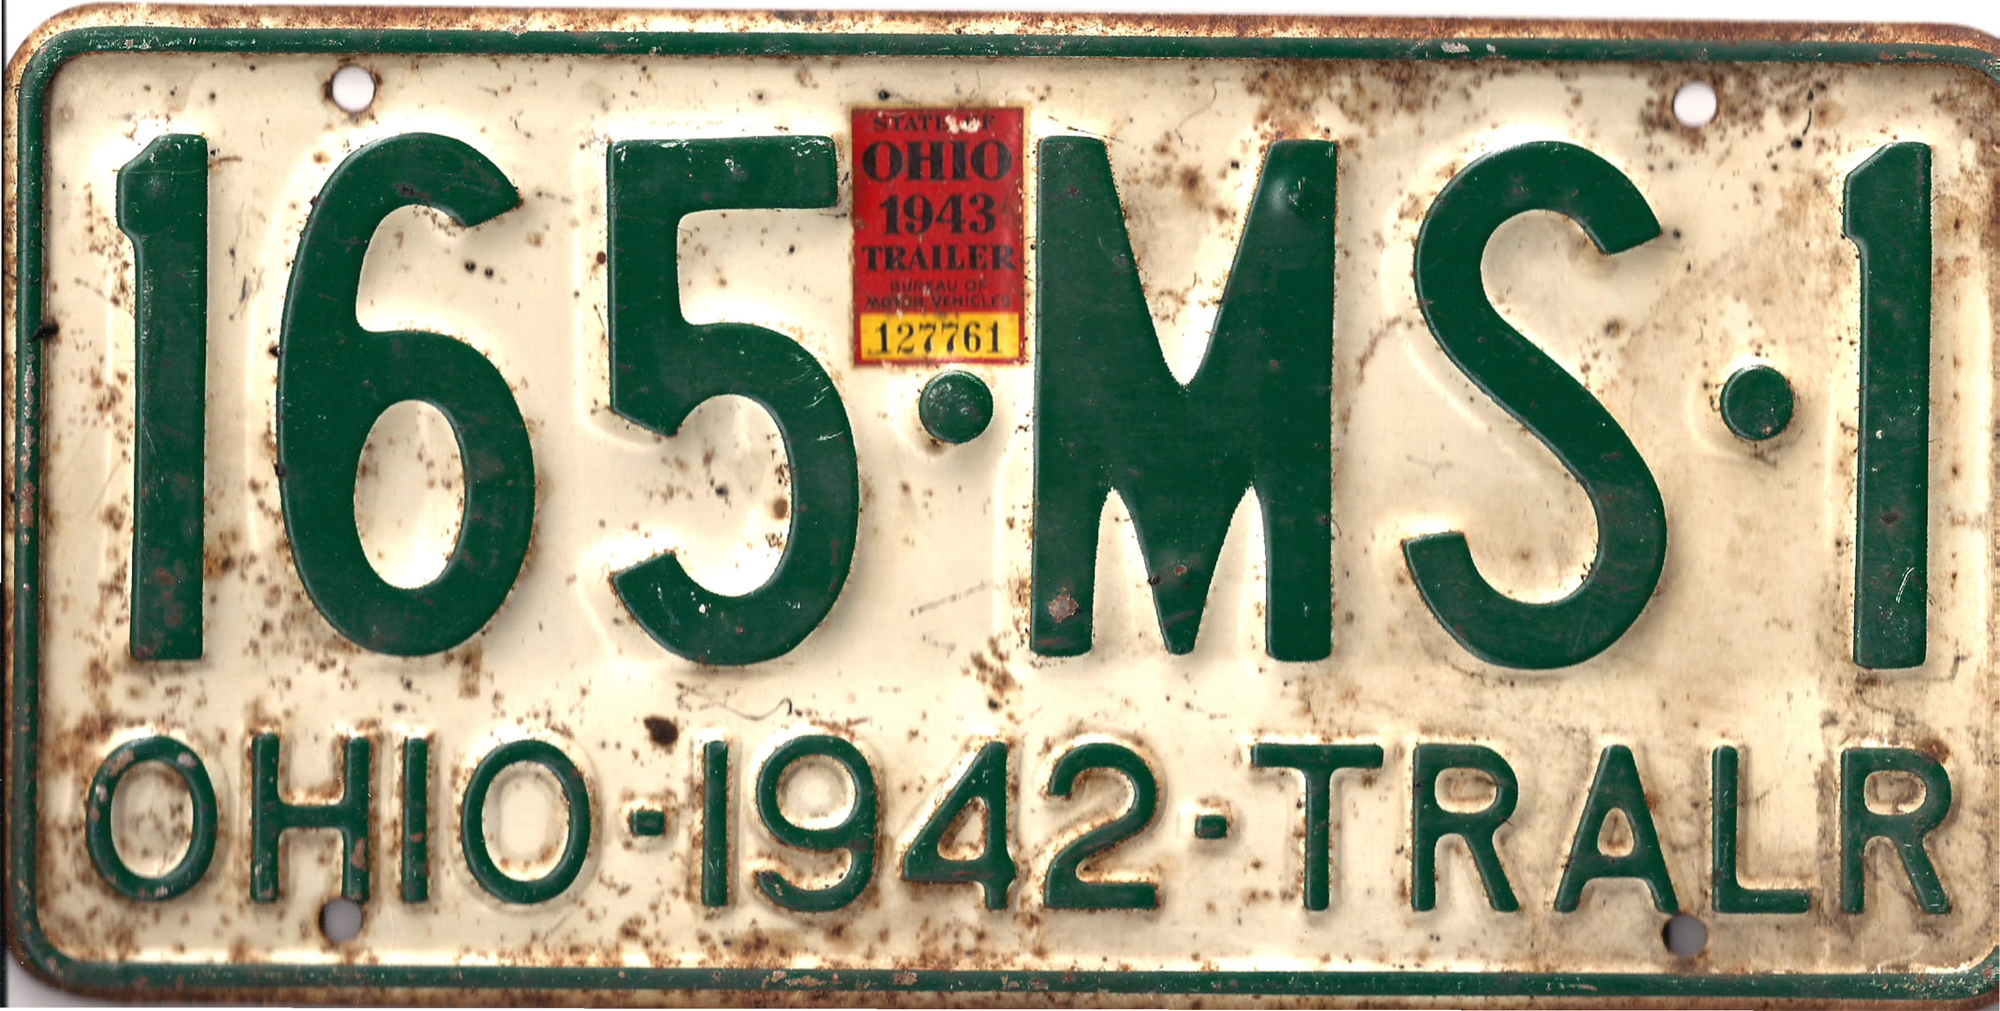 165·MS·1
STATE OF
OHIO
1943
TRAILER
BUREAU OF
MOTOR VEHICLES
127761
OHIO-1942-TRALR